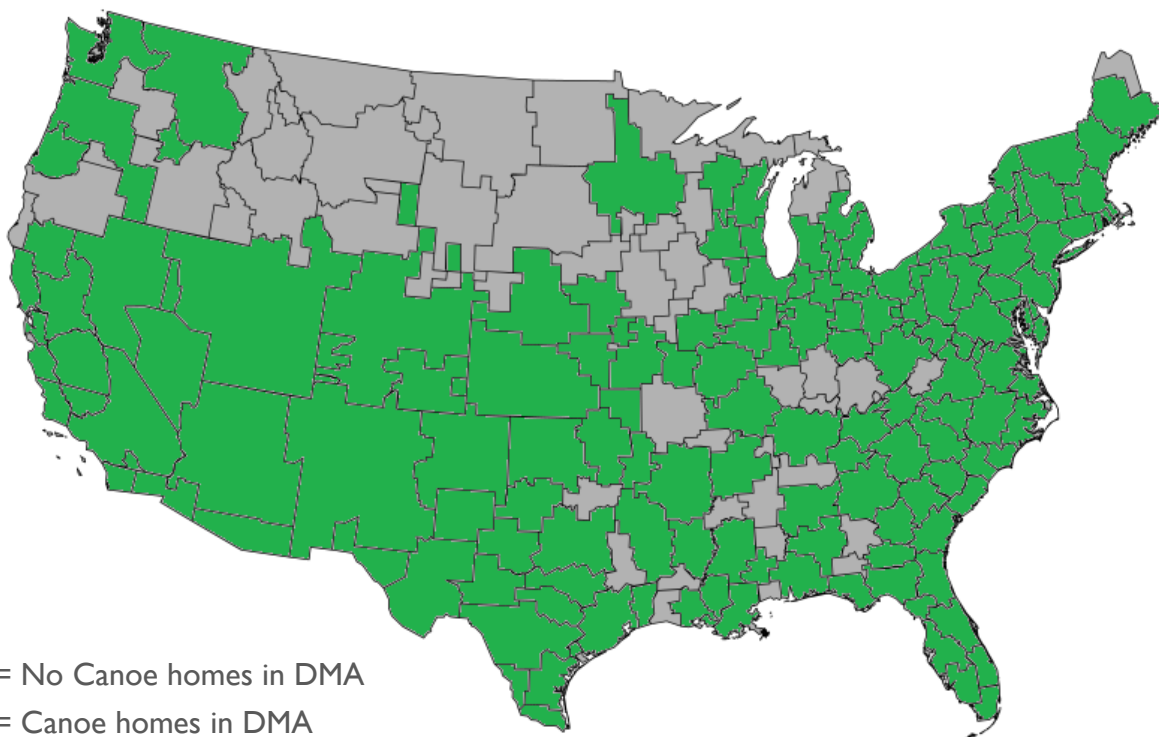 = No Canoe homes in DMA
= Canoe homes in DMA